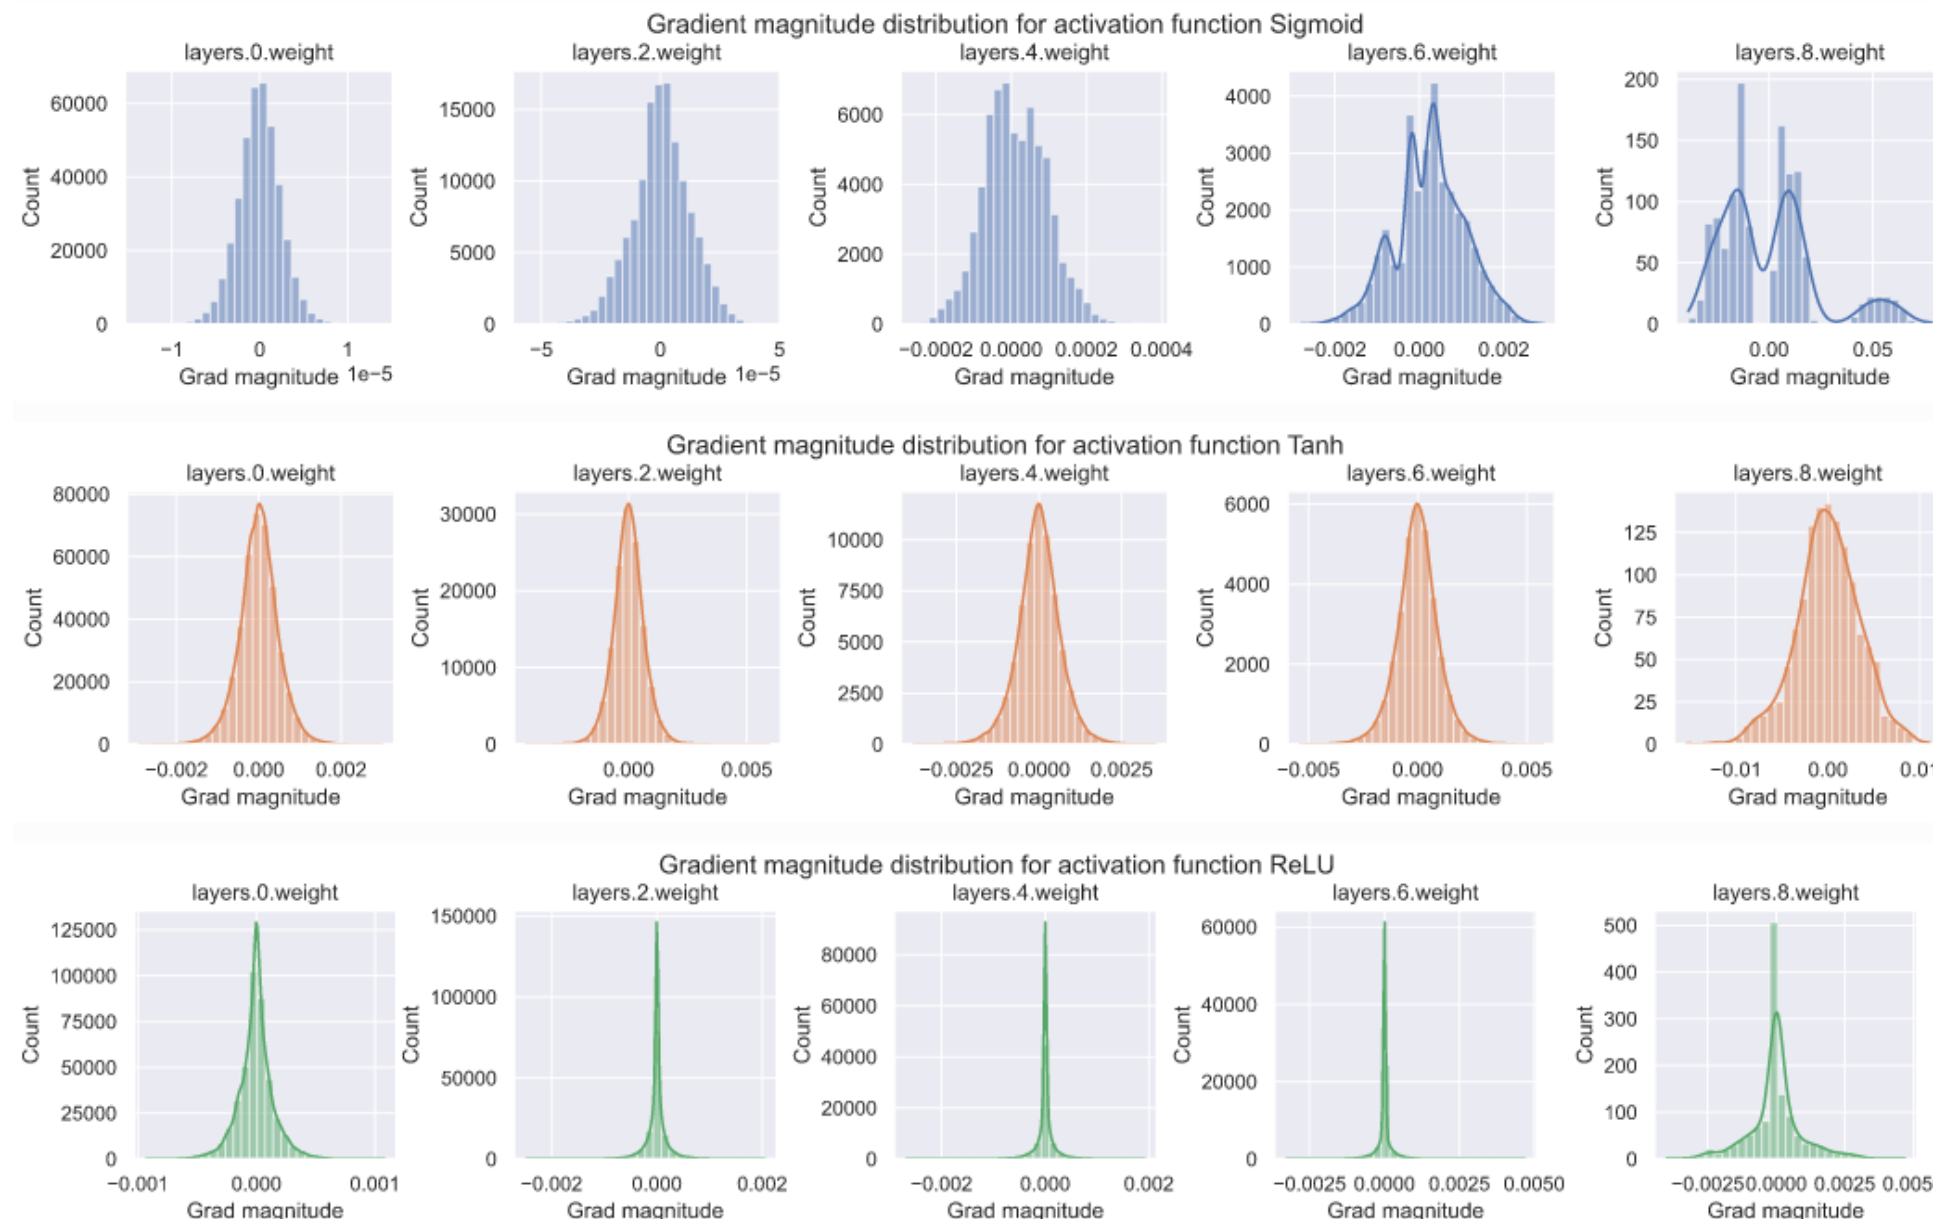 Gradient magnitude distribution for activation function Sigmoid
layers.0.weight layers.2.weight layers.4.weight layers.6.weight layers.8.weight
60000 40000 20000 0
Count
−1 0 1
Grad magnitude 1e−5
15000 10000 5000 0
Count
−5 0 5
Grad magnitude 1e−5
6000 4000 2000 0
Count
−0.0002 0.0000 0.0002 0.0004
Grad magnitude
4000 3000 2000 1000 0
Count
−0.002 0.000 0.002
Grad magnitude
200 150 100 50 0
Count
0.00 0.05
Grad magnitude
Gradient magnitude distribution for activation function Tanh
layers.0.weight layers.2.weight layers.4.weight layers.6.weight layers.8.weight
80000 60000 40000 20000 0
Count
−0.002 0.000 0.002
Grad magnitude
30000 20000 10000 0
Count
0.000 0.005
Grad magnitude
10000 7500 5000 2500 0
Count
−0.0025 0.0000 0.0025
Grad magnitude
6000 4000 2000 0
Count
−0.005 0.000 0.005
Grad magnitude
125 100 75 50 25 0
Count
−0.01 0.00 0.01
Grad magnitude
Gradient magnitude distribution for activation function ReLU
layers.0.weight layers.2.weight layers.4.weight layers.6.weight layers.8.weight
125000 100000 75000 50000 25000 0
Count
−0.001 0.000 0.001
Grad magnitude
150000 100000 50000 0
Count
−0.002 0.000 0.002
Grad magnitude
80000 60000 40000 20000 0
Count
−0.002 0.000 0.002
Grad magnitude
60000 40000 20000 0
Count
−0.0025 0.0000 0.0025 0.0050
Grad magnitude
500 400 300 200 100 0
Count
−0.0025 0.0000 0.0025
Grad magnitude